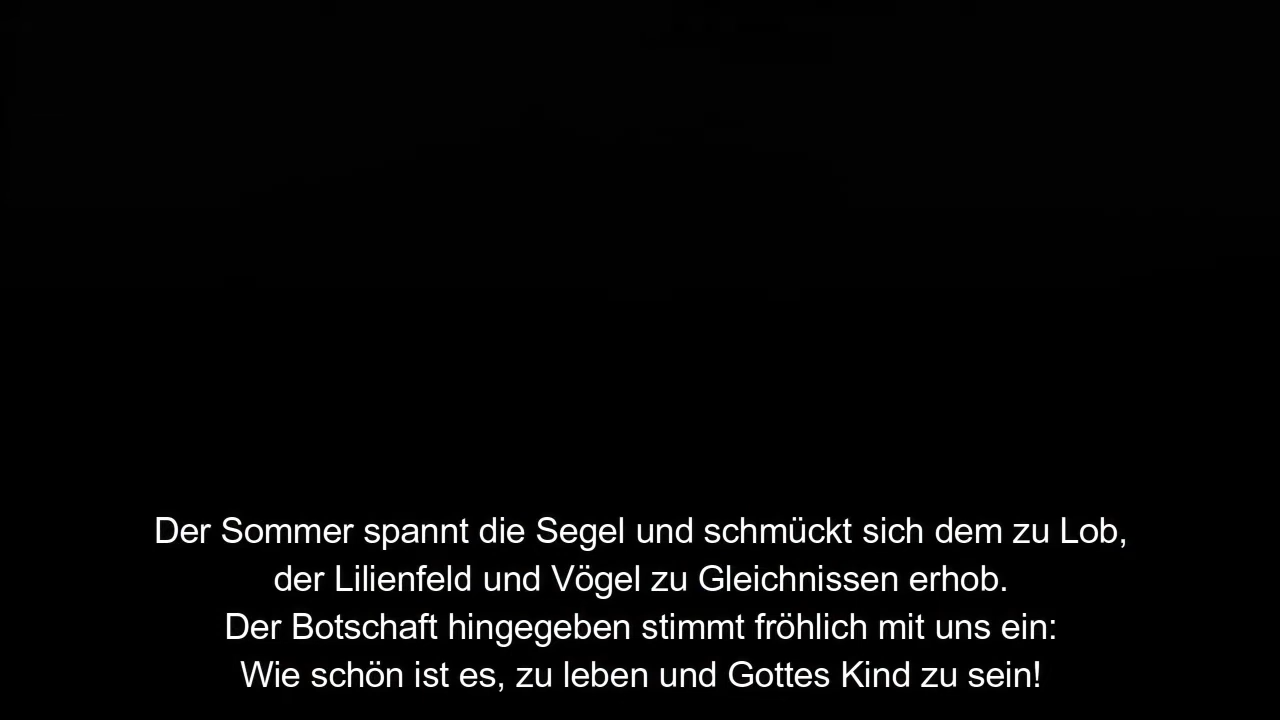 Der Sommer spannt die Segel und schmückt sich dem zu Lob,
der Lilienfeld und Vögel zu Gleichnissen erhob.
Der Botschaft hingegeben stimmt fröhlich mit uns ein:
Wie schön ist es, zu leben und Gottes Kind zu sein!